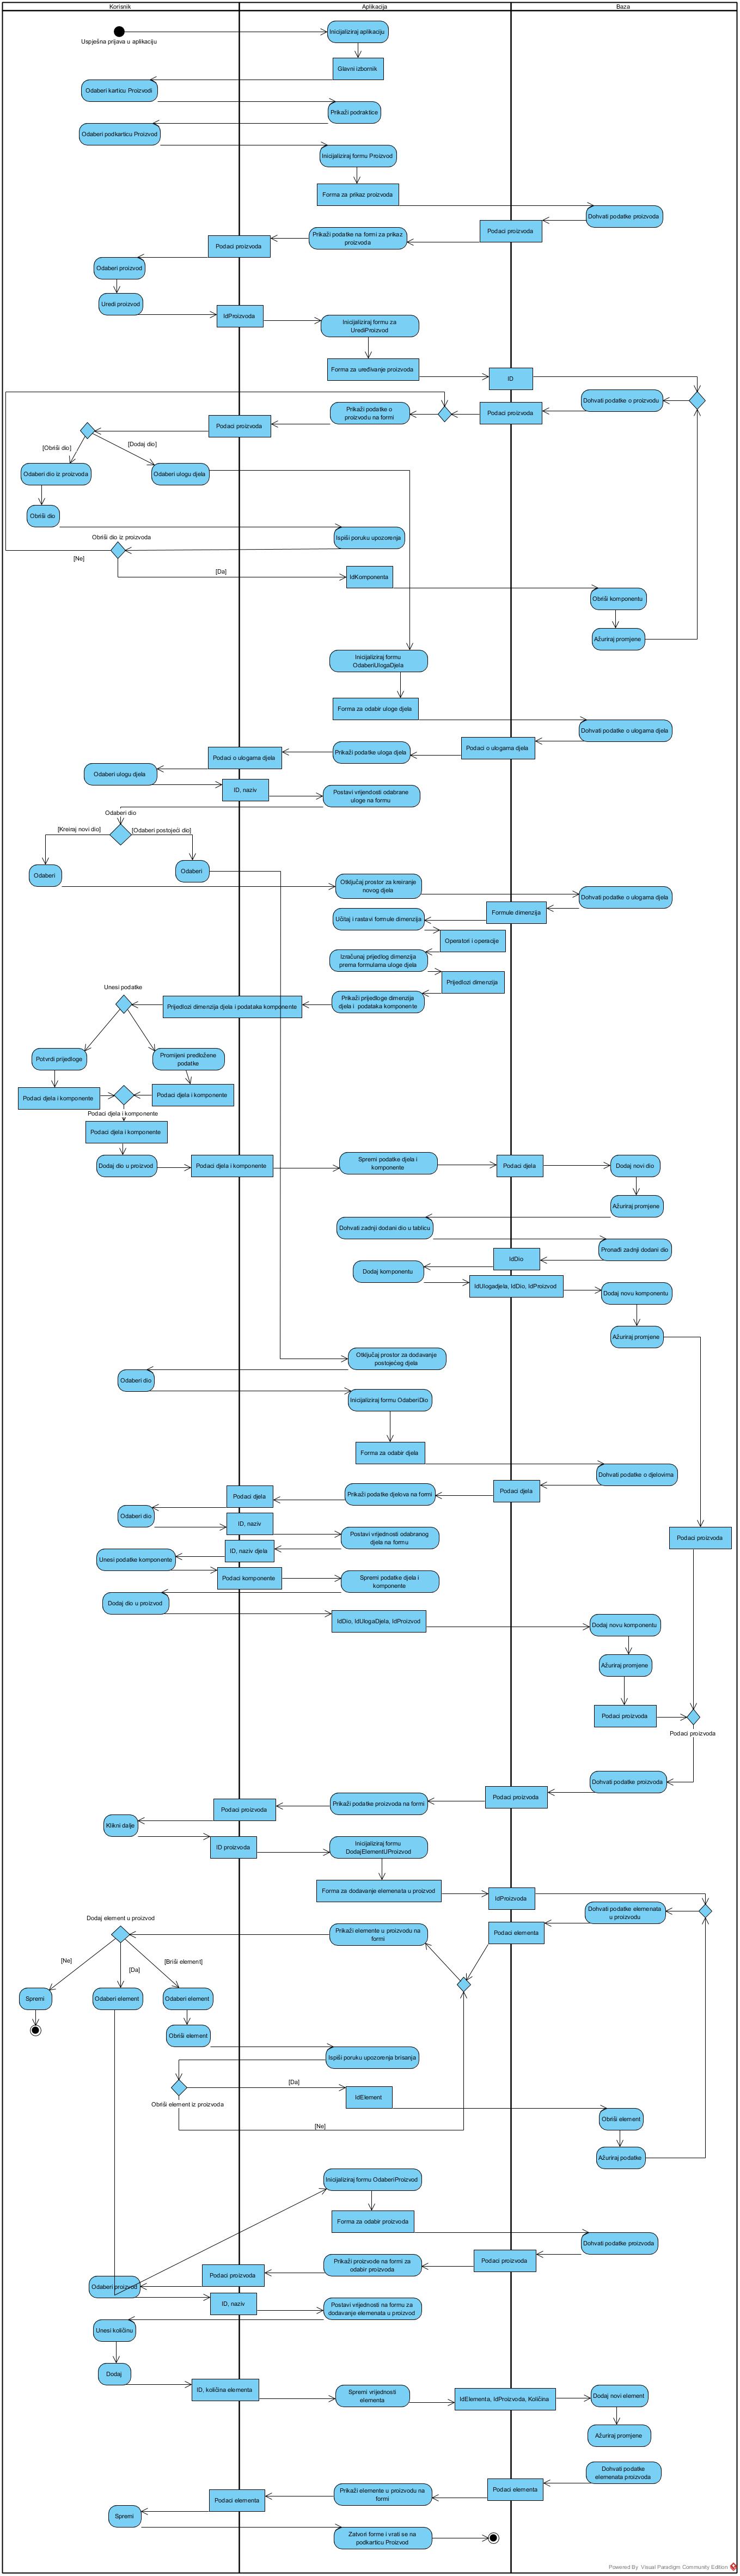 Korisnik
Aplikacija
Baza
Uspješna prijava u aplikaciju
Inicijaliziraj aplikaciju
Glavni izbornik
Odaberi karticu Proizvodi
Prikaži podraktice
Odaberi podkarticu Proizvod
Inicijaliziraj formu Proizvod
Forma za prikaz proizvoda
Dohvati podatke proizvoda
Podaci proizvoda
Prikaži podatke na formi za prikaz
proizvoda
Podaci proizvoda
Odaberi proizvod
Uredi proizvod
IdProizvoda
Inicijaliziraj formu za
UrediProizvod
Forma za uređivanje proizvoda
ID
Dohvati podatke o proizvodu
Podaci proizvoda
Prikaži podatke o
proizvodu na formi
Podaci proizvoda
[Obriši dio]
[Dodaj dio]
Odaberi dio iz proizvoda
Odaberi ulogu djela
Obriši dio
Ispiši poruku upozorenja
Obriši dio iz proizvoda
[Ne]
[Da]
IdKomponenta
Obriši komponentu
Ažuriraj promjene
Inicijaliziraj formu
OdaberiUlogaDjela
Forma za odabir uloge djela
Dohvati podatke o ulogama djela
Podaci o ulogama djela
Prikaži podatke uloga djela
Podaci o ulogama djela
Odaberi ulogu djela
ID, naziv
Postavi vrijendosti odabrane
uloge na formu
Odaberi dio
[Kreiraj novi dio]
[Odaberi postojeći dio]
Odaberi
Odaberi
Otključaj prostor za kreiranje
novog djela
Dohvati podatke o ulogama djela
Formule dimenzija
Učitaj i rastavi formule dimenzija
Operatori i operacije
Izračunaj prijedlog dimenzija
prema formulama uloge djela
Prijedlozi dimenzija
Prikaži prijedloge dimenzija
djela i  podataka komponente
Prijedlozi dimenzija djela i podataka komponente
Unesi podatke
Potvrdi prijedloge
Promijeni predložene
podatke
Podaci djela i komponente
Podaci djela i komponente
Podaci djela i komponente
Podaci djela i komponente
Dodaj dio u proizvod
Podaci djela i komponente
Spremi podatke djela i
komponente
Podaci djela
Dodaj novi dio
Ažuriraj promjene
Dohvati zadnji dodani dio u tablicu
Pronađi zadnji dodani dio
IdDio
Dodaj komponentu
IdUlogadjela, IdDio, IdProizvod
Dodaj novu komponentu
Ažuriraj promjene
Otključaj prostor za dodavanje
postojećeg djela
Odaberi dio
Inicijaliziraj formu OdaberiDio
Forma za odabir djela
Dohvati podatke o djelovima
Podaci djela
Prikaži podatke djelova na formi
Podaci djela
Odaberi dio
ID, naziv
Postavi vrijednosti odabranog
djela na formu
Podaci proizvoda
ID, naziv djela
Unesi podatke komponente
Podaci komponente
Spremi podatke djela i
komponente
Dodaj dio u proizvod
IdDio, IdUlogaDjela, IdProizvod
Dodaj novu komponentu
Ažuriraj promjene
Podaci proizvoda
Podaci proizvoda
Dohvati podatke proizvoda
Podaci proizvoda
Prikaži podatke proizvoda na formi
Podaci proizvoda
Klikni dalje
ID proizvoda
Inicijaliziraj formu
DodajElementUProizvod
Forma za dodavanje elemenata u proizvod
IdProizvoda
Dohvati podatke elemenata
u proizvodu
Podaci elementa
Prikaži elemente u proizvodu na
formi
Dodaj element u proizvod
[Ne]
[Da]
[Briši element]
Spremi
Odaberi element
Odaberi element
Obriši element
Ispiši poruku upozorenja brisanja
[Da]
IdElement
Obriši element iz proizvoda
[Ne]
Obriši element
Ažuriraj podatke
Inicijaliziraj formu OdaberiProizvod
Forma za odabir proizvoda
Dohvati podatke proizvoda
Podaci proizvoda
Prikaži proizvode na formi za
odabir proizvoda
Podaci proizvoda
Odaberi proizvod
ID, naziv
Postavi vrijednosti na formu za
dodavanje elemenata u proizvod
Unesi količinu
Dodaj
ID, količina elementa
Spremi vrijednosti
elementa
IdElementa, IdProizvoda, Količina
Dodaj novi element
Ažuriraj promjene
Dohvati podatke
elemenata proizvoda
Podaci elementa
Prikaži elemente u proizvodu na
formi
Podaci elementa
Spremi
Zatvori forme i vrati se na
podkarticu Proizvod
Powered By Visual Paradigm Community Edition